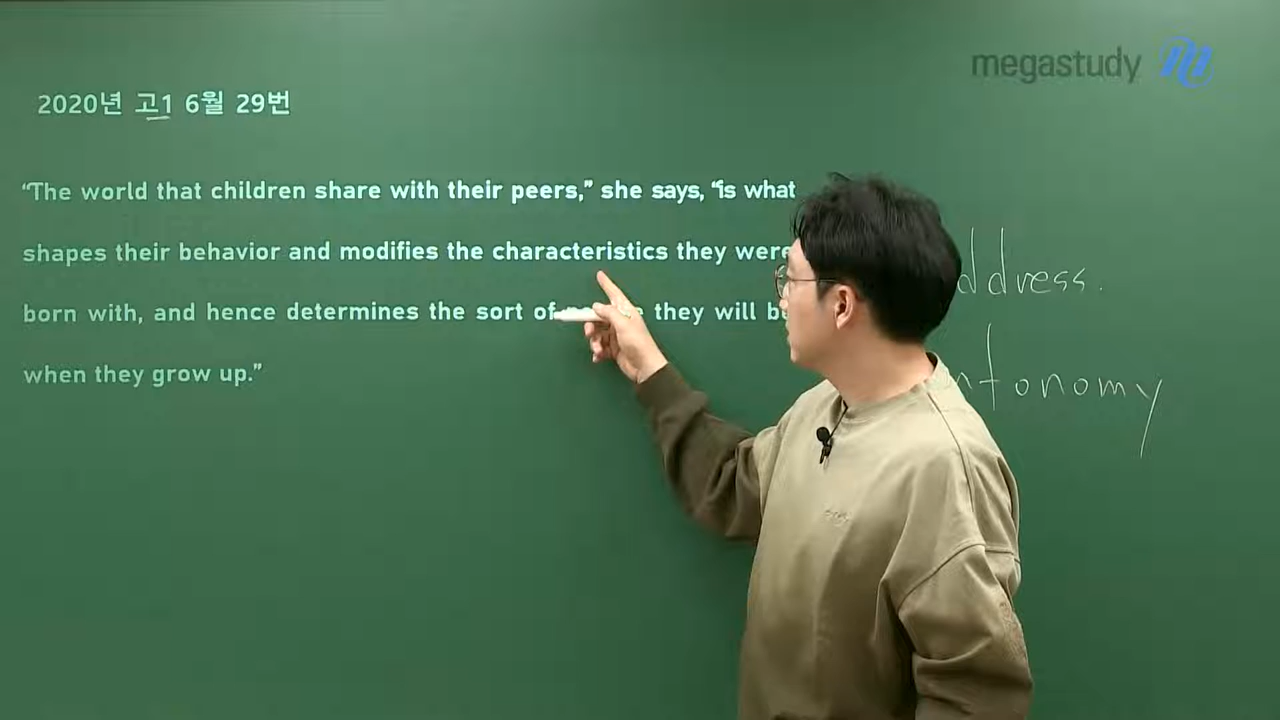 megastudy
2020년 고1 6월 29번
“The world that children share with their peers,” she says, “is what
shapes their behavior and modifies the characteristics they were
born with, and hence determines the sort of they will
when they grow up.”